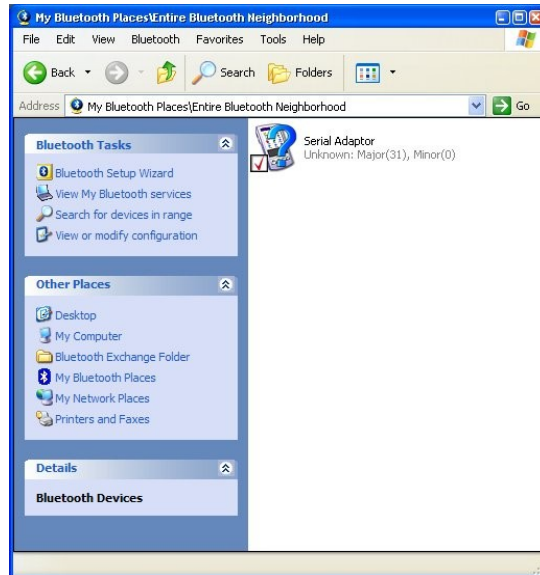 My Bluetooth Places\Entire Bluetooth Neighborhood
File Edit View Bluetooth Favorites Tools Help
Back Search Folders
Address My Bluetooth Places\Entire Bluetooth Neighborhood Go
Bluetooth Tasks
Bluetooth Setup Wizard
View My Bluetooth services
Search for devices in range
View or modify configuration
Other Places
Desktop
My Computer
Bluetooth Exchange Folder
My Bluetooth Places
My Network Places
Printers and Faxes
Details
Bluetooth Devices
Serial Adaptor
Unknown: Major(31), Minor(0)